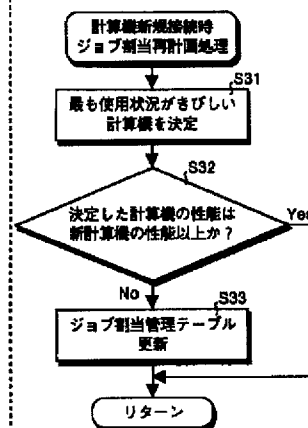 計算機新規接続時
ジョブ割当再計画処理
S31
最も使用状況がきびしい
計算機を決定
S32
決定した計算機の性能は
新計算機の性能以上か？
Yes
No
S33
ジョブ割当管理テーブル
更新
リターン